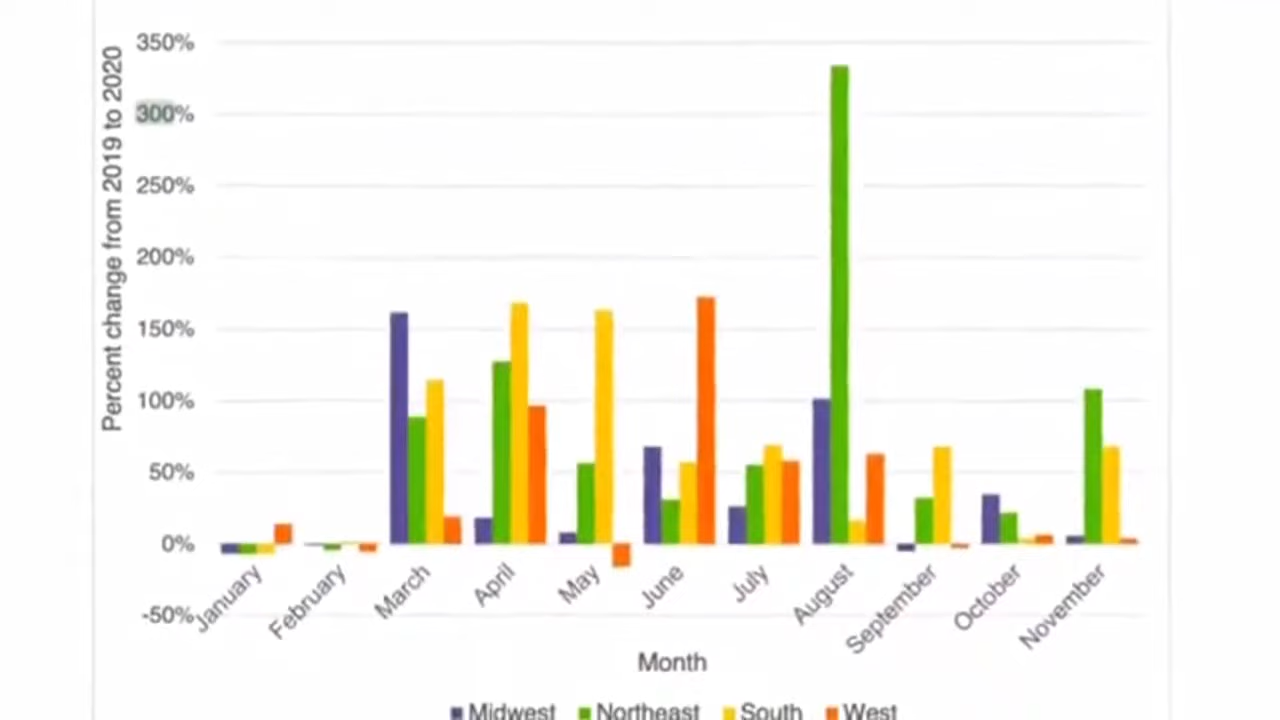 Percent change from 2019 to 2020
350%
300%
250%
200%
150%
100%
50%
0%
-50%
January
February
March
April
May
June
July
August
September
October
November
Month
Midwest Northeast South West